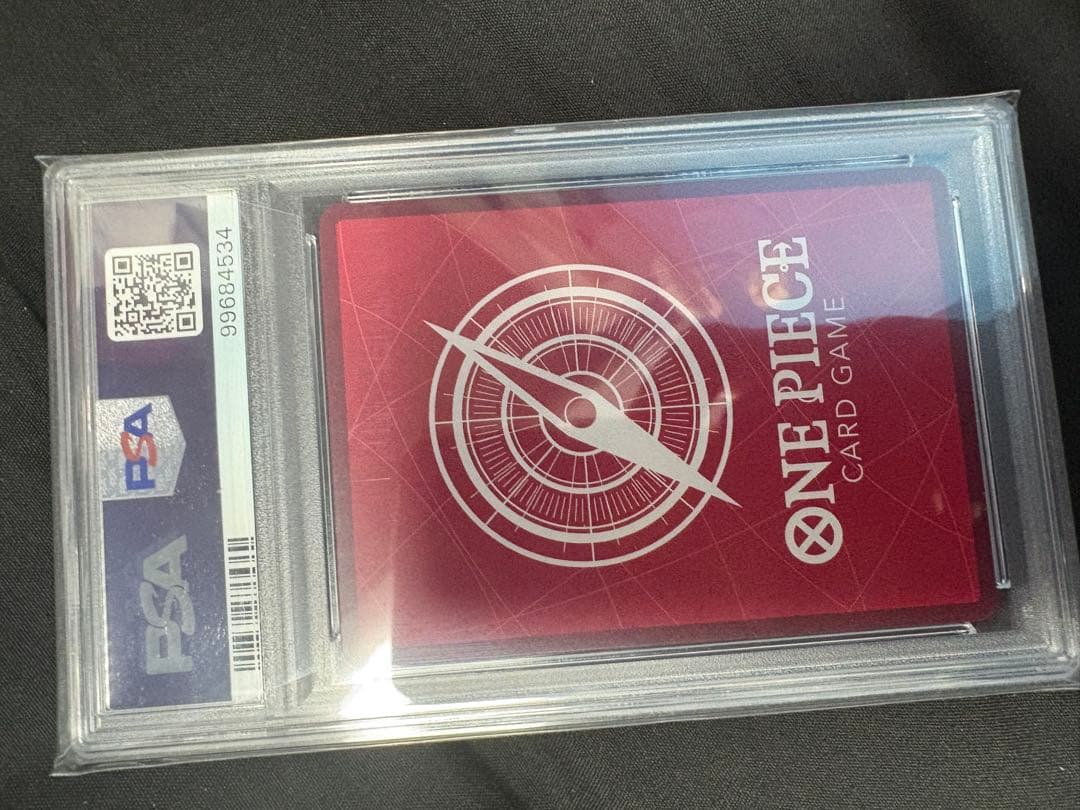 PSA
PSA
99684534
ONE PIECE
CARD GAME